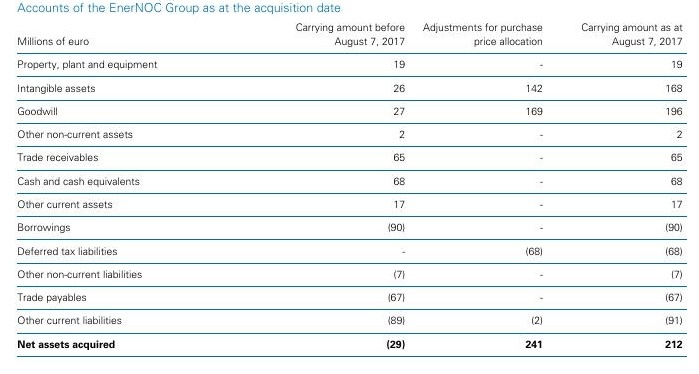 Accounts of the EnerNOC Group as at the acquisition date
Millions of euro Carrying amount before August 7, 2017 Adjustments for purchase price allocation Carrying amount as at August 7, 2017
Property, plant and equipment 19 - 19
Intangible assets 26 142 168
Goodwill 27 169 196
Other non-current assets 2 - 2
Trade receivables 65 - 65
Cash and cash equivalents 68 - 68
Other current assets 17 - 17
Borrowings (90) - (90)
Deferred tax liabilities - (68) (68)
Other non-current liabilities (7) - (7)
Trade payables (67) - (67)
Other current liabilities (89) (2) (91)
Net assets acquired (29) 241 212